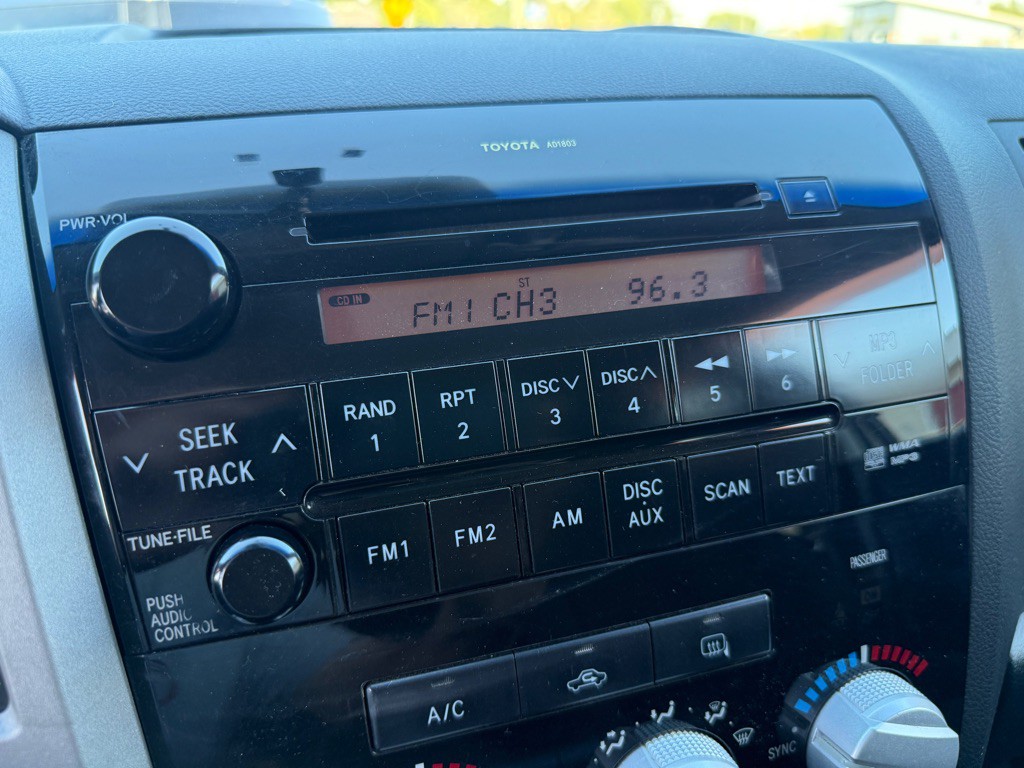 TOYOTA AD1803
PWR·VOL
CD IN
ST
FM1 CH3 96.3
SEEK
TRACK
RAND
1
RPT
2
DISC
3
DISC
4
5
6
MP3
FOLDER
WMA
MP3
TUNE·FILE
FM1
FM2
AM
DISC
AUX
SCAN
TEXT
PUSH
AUDIO
CONTROL
PASSENGER
A/C
SYNC